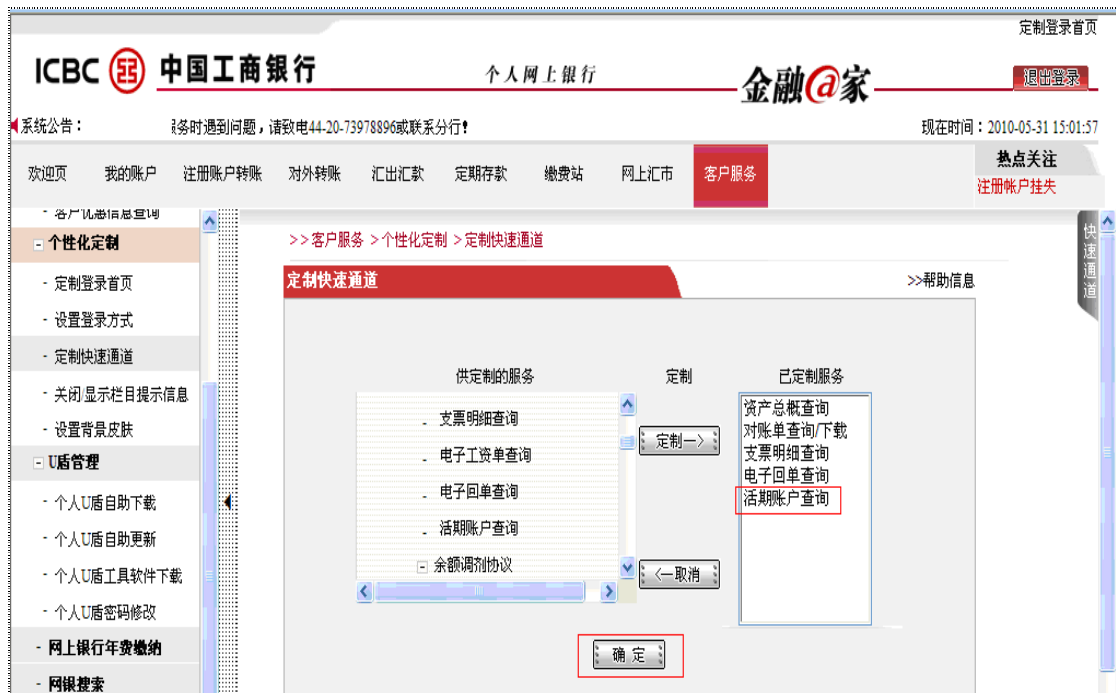 定制登录首页
ICBC 中国工商银行
个人网上银行
金融@家
退出登录
系统公告：
务时遇到问题，请致电44-20-73978896或联系分行！
现在时间：2010-05-31 15:01:57
欢迎页 我的账户 注册账户转账 对外转账 汇出汇款 定期存款 缴费站 网上汇市 客户服务
热点关注
注册帐户挂失
- 客户优惠信息查询
- 个性化定制
- 定制登录首页
- 设置登录方式
- 定制快速通道
- 关闭/显示栏目提示信息
- 设置背景皮肤
- U盾管理
- 个人U盾自助下载
- 个人U盾自助更新
- 个人U盾工具软件下载
- 个人U盾密码修改
- 网上银行年费缴纳
- 网银搜索
>>客户服务 >个性化定制 >定制快速通道
定制快速通道
>>帮助信息
快速通道
供定制的服务
- 支票明细查询
- 电子工资单查询
- 电子回单查询
- 活期账户查询
- 余额调剂协议
定制
定制—>
<—取消
已定制服务
资产总概查询
对账单查询/下载
支票明细查询
电子回单查询
活期账户查询
确 定